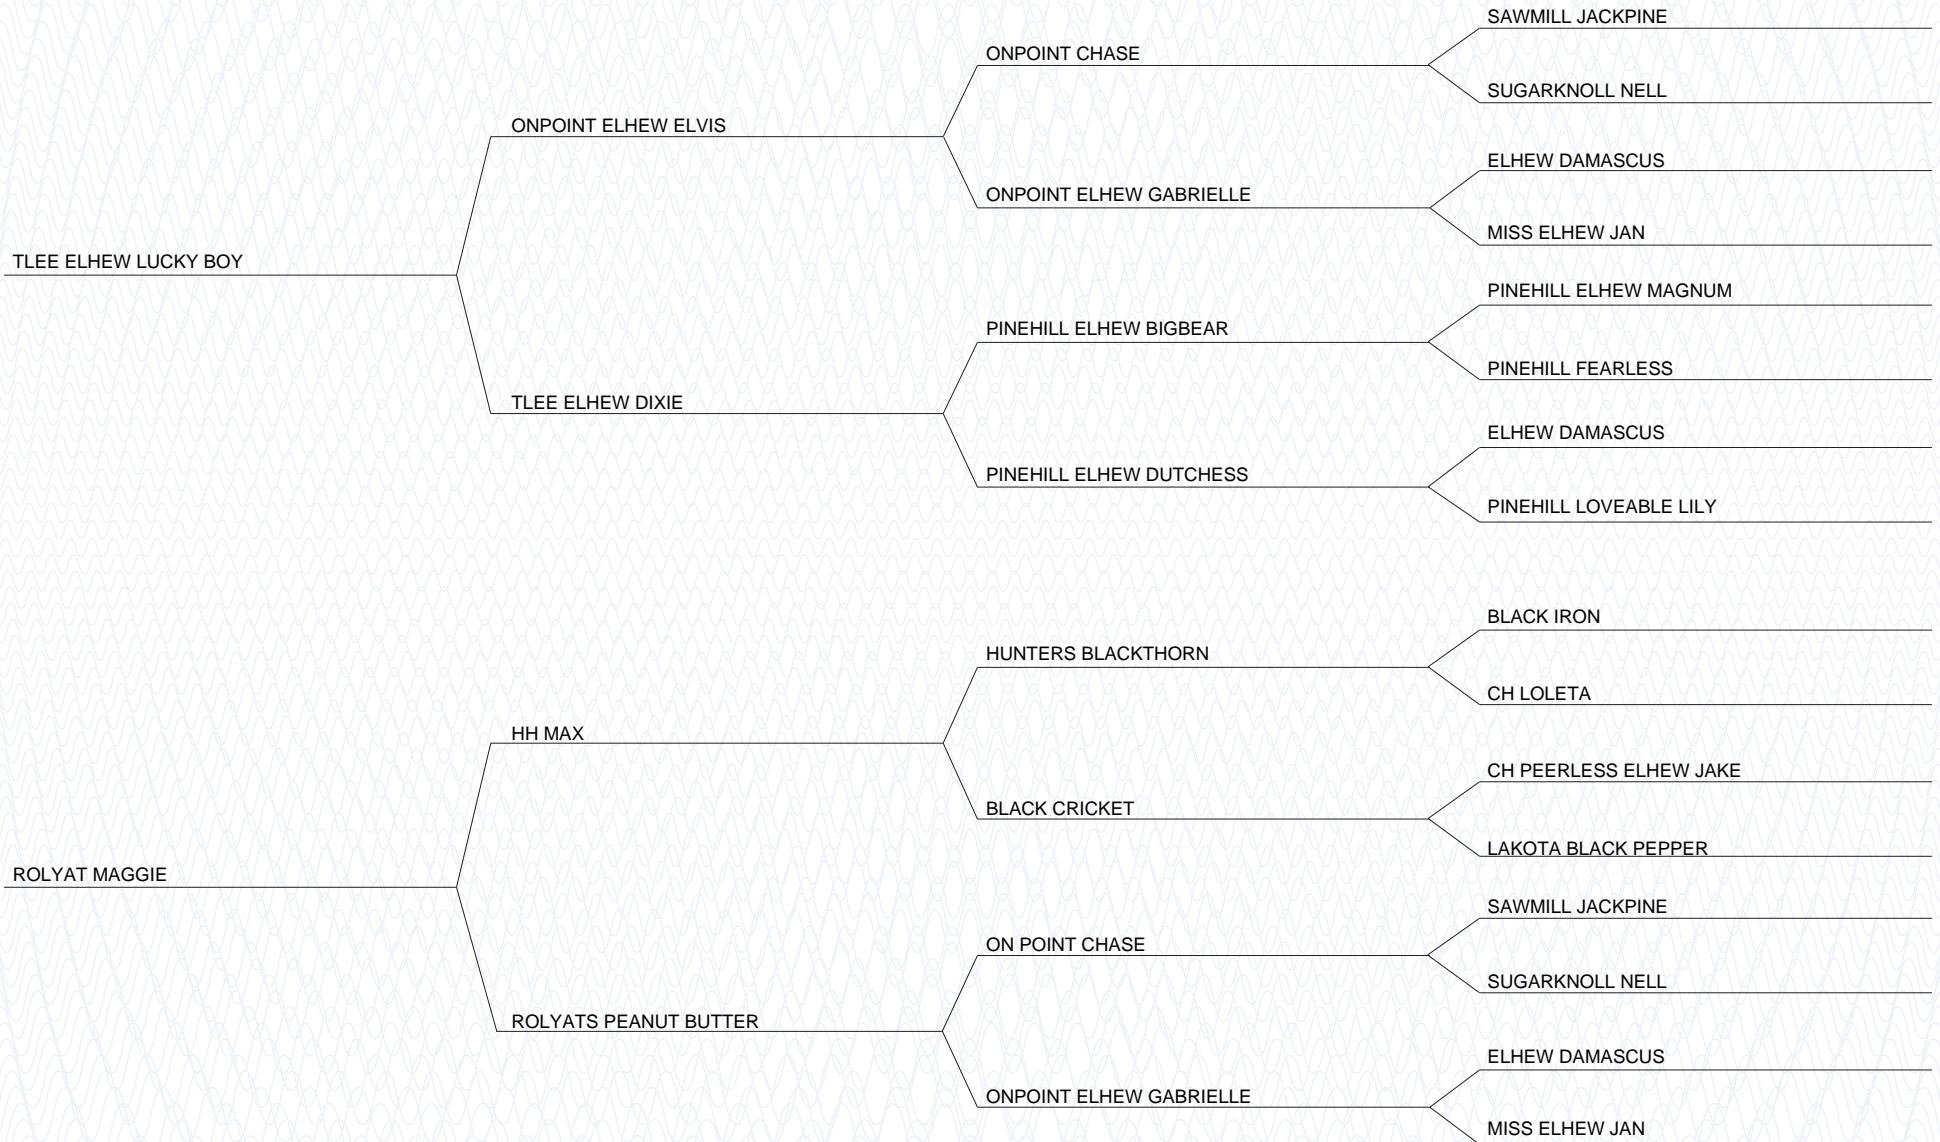 SAWMILL JACKPINE
ONPOINT CHASE
SUGARKNOLL NELL
ONPOINT ELHEW ELVIS
ELHEW DAMASCUS
ONPOINT ELHEW GABRIELLE
MISS ELHEW JAN
TLEE ELHEW LUCKY BOY
PINEHILL ELHEW MAGNUM
PINEHILL ELHEW BIGBEAR
PINEHILL FEARLESS
TLEE ELHEW DIXIE
ELHEW DAMASCUS
PINEHILL ELHEW DUTCHESS
PINEHILL LOVEABLE LILY
BLACK IRON
HUNTERS BLACKTHORN
CH LOLETA
HH MAX
CH PEERLESS ELHEW JAKE
BLACK CRICKET
LAKOTA BLACK PEPPER
ROLYAT MAGGIE
SAWMILL JACKPINE
ON POINT CHASE
SUGARKNOLL NELL
ROLYATS PEANUT BUTTER
ELHEW DAMASCUS
ONPOINT ELHEW GABRIELLE
MISS ELHEW JAN